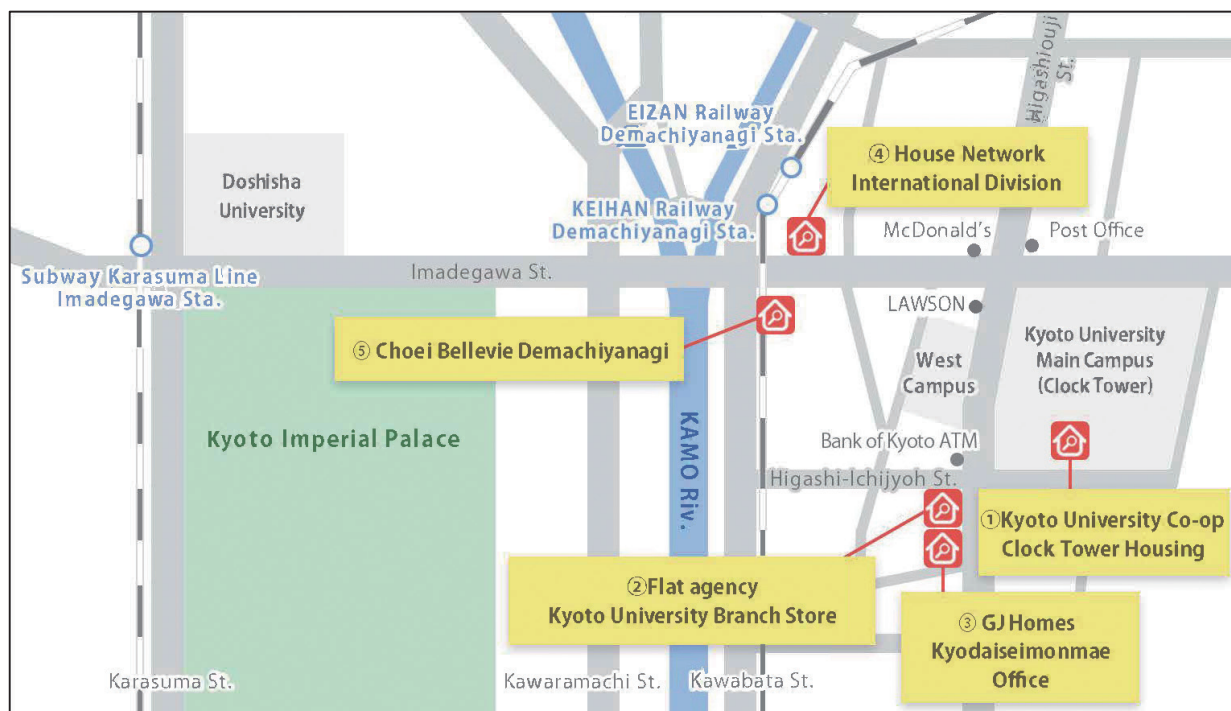 Higashiouji
St.
EIZAN Railway
Demachiyanagi Sta.
④ House Network
International Division
Doshisha
University
KEIHAN Railway
Demachiyanagi Sta.
McDonald's
Post Office
Subway Karasuma Line
Imadegawa Sta.
Imadegawa St.
LAWSON
⑤ Choei Bellevie Demachiyanagi
West
Campus
Kyoto University
Main Campus
(Clock Tower)
Kyoto Imperial Palace
KAMO Riv.
Bank of Kyoto ATM
Higashi-Ichijyoh St.
①Kyoto University Co-op
Clock Tower Housing
②Flat agency
Kyoto University Branch Store
③ GJ Homes
Kyodaiseimonmae
Office
Karasuma St.
Kawaramachi St.
Kawabata St.